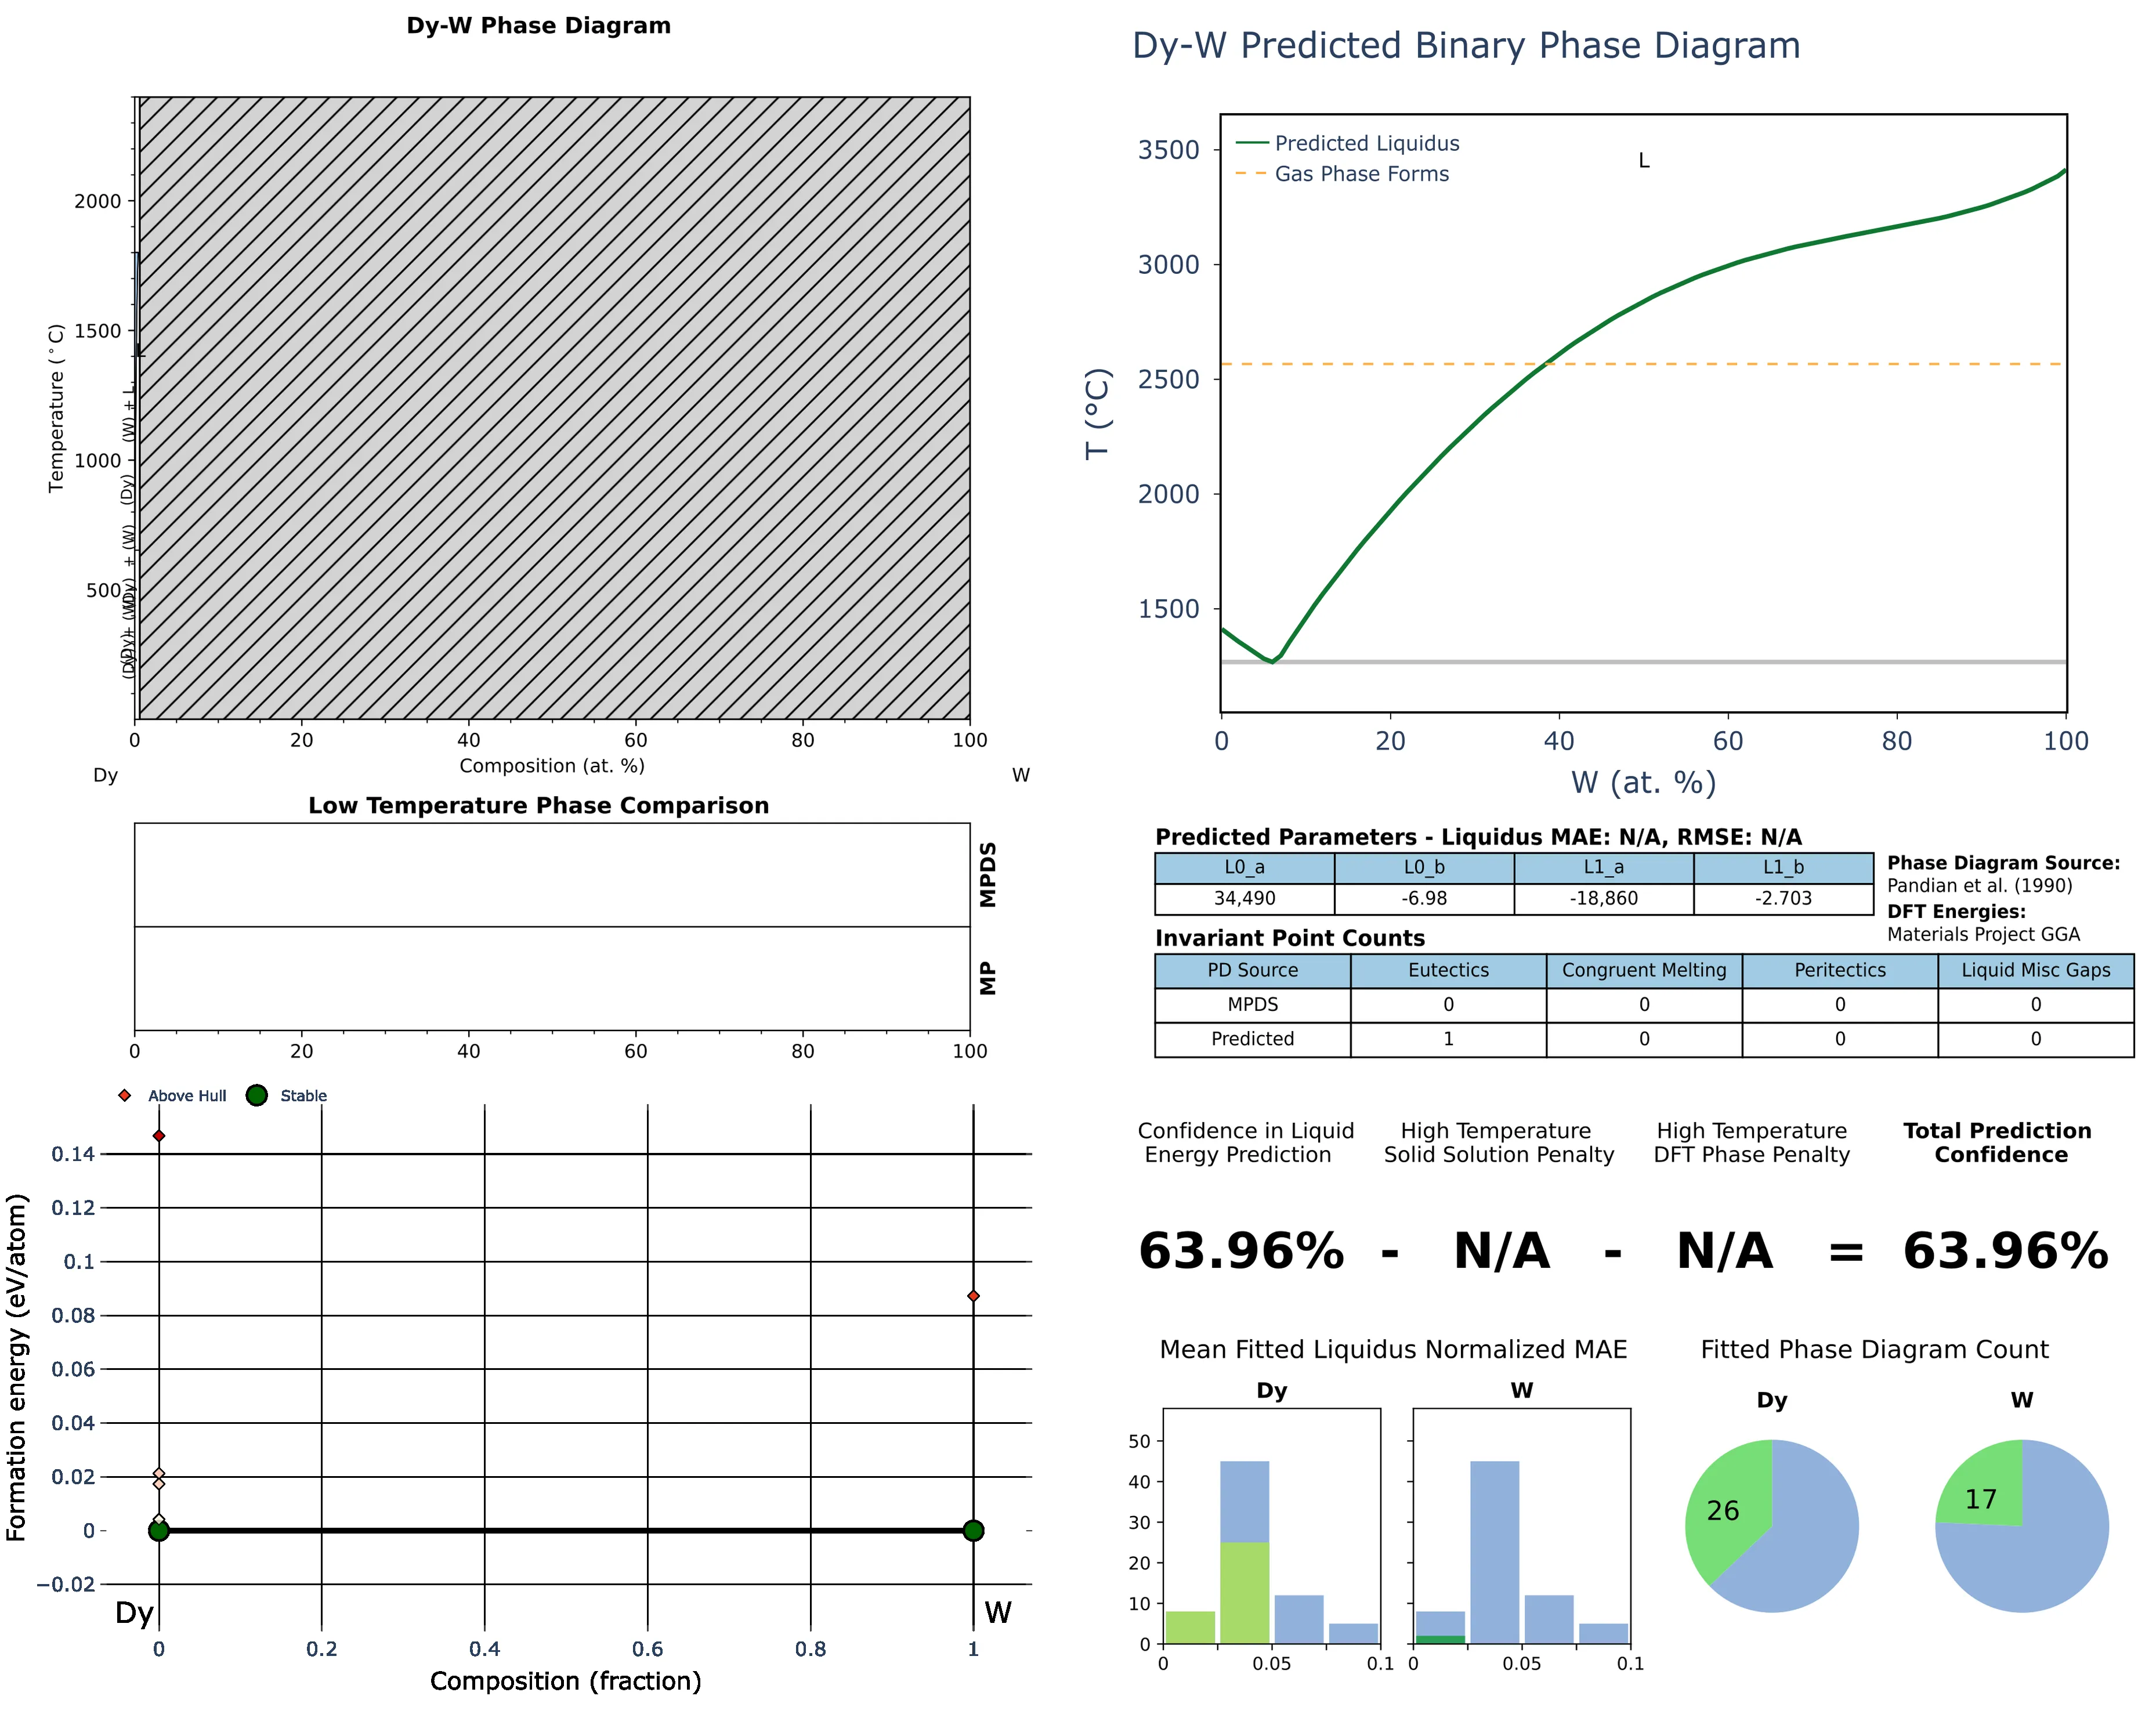 Dy-W Phase Diagram
2000
1500
1000
500
Temperature (°C)
(W) + L
(Dy)
0
20
40
60
80
100
Composition (at. %)
Dy
W
Low Temperature Phase Comparison
MPDS
MP
0
20
40
60
80
100
Above Hull
Stable
0.14
0.12
0.1
0.08
0.06
0.04
0.02
0
−0.02
Formation energy (eV/atom)
Dy
W
0
0.2
0.4
0.6
0.8
1
Composition (fraction)
Dy-W Predicted Binary Phase Diagram
Predicted Liquidus
Gas Phase Forms
L
3500
3000
2500
2000
1500
T (°C)
0
20
40
60
80
100
W (at. %)
Predicted Parameters - Liquidus MAE: N/A, RMSE: N/A
L0_a L0_b L1_a L1_b
34,490 -6.98 -18,860 -2.703
Phase Diagram Source:
Pandian et al. (1990)
DFT Energies:
Materials Project GGA
Invariant Point Counts
PD Source Eutectics Congruent Melting Peritectics Liquid Misc Gaps
MPDS 0 0 0 0
Predicted 1 0 0 0
Confidence in Liquid
Energy Prediction
High Temperature
Solid Solution Penalty
High Temperature
DFT Phase Penalty
Total Prediction
Confidence
63.96% - N/A - N/A = 63.96%
Mean Fitted Liquidus Normalized MAE
Dy
W
50
40
30
20
10
0
0
0.05
0.1
0
0.05
0.1
Fitted Phase Diagram Count
Dy
W
26
17